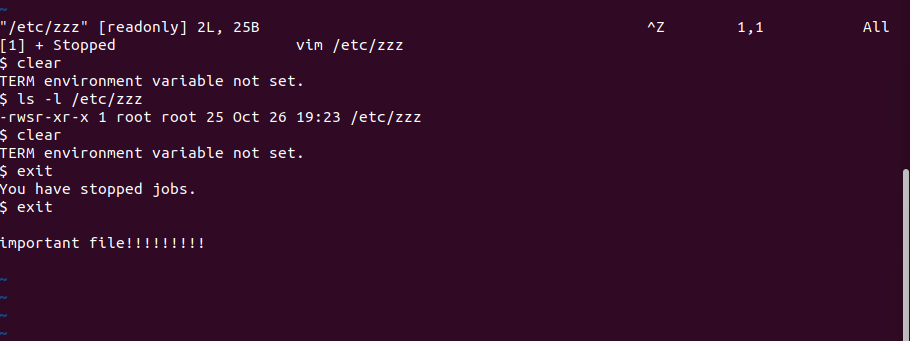 ~
"/etc/zzz" [readonly] 2L, 25B ^Z 1,1 All
[1] + Stopped vim /etc/zzz
$ clear
TERM environment variable not set.
$ ls -l /etc/zzz
-rwsr-xr-x 1 root root 25 Oct 26 19:23 /etc/zzz
$ clear
TERM environment variable not set.
$ exit
You have stopped jobs.
$ exit
important file!!!!!!!!!
~
~
~
~